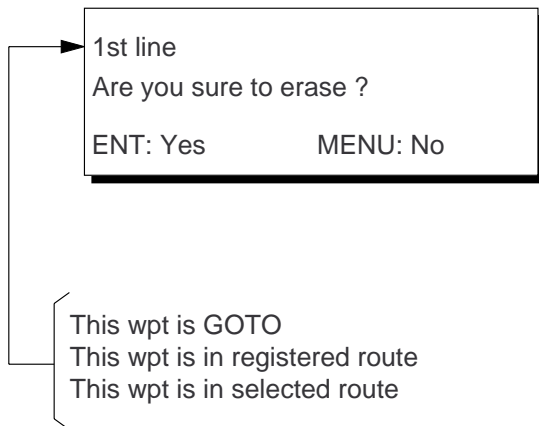 1st line
Are you sure to erase ?
ENT: Yes MENU: No
This wpt is GOTO
This wpt is in registered route
This wpt is in selected route